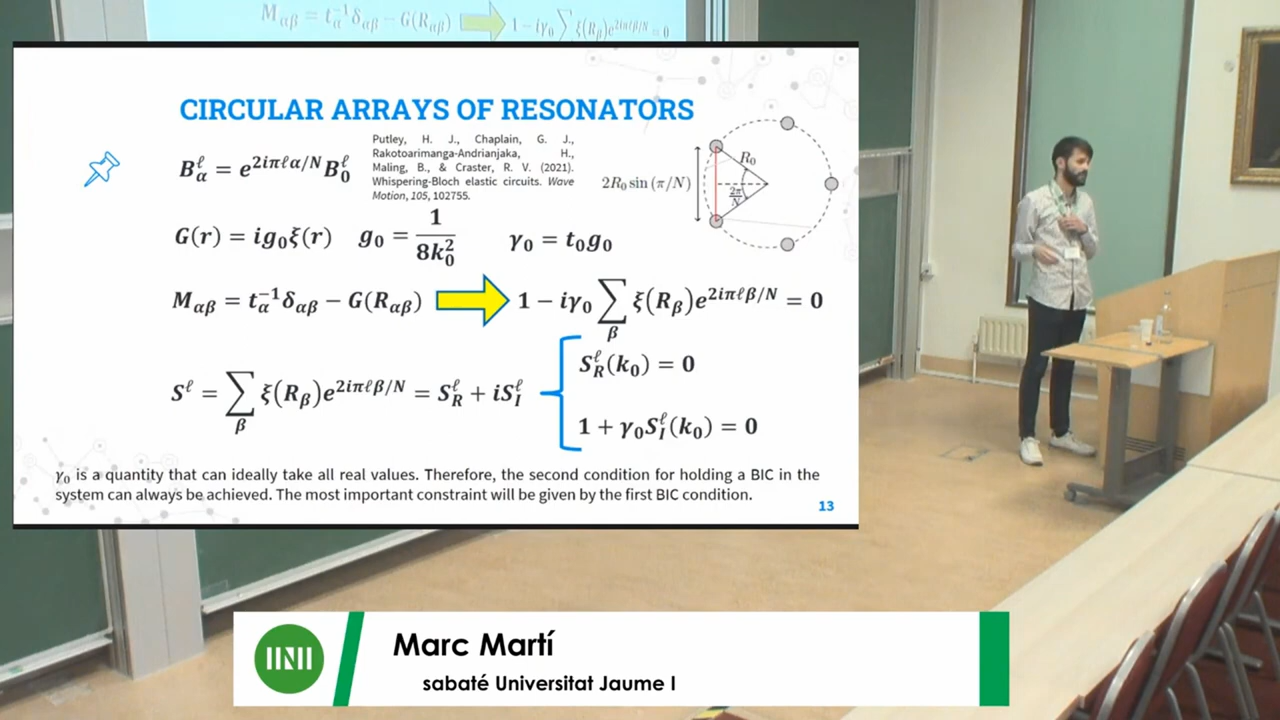 M_{αβ} = t_α^{-1}δ_{αβ} − G(R_{αβ}) 1 − iγ_0 ∑ ξ(R_β)e^{2iπℓβ/N} = 0
CIRCULAR ARRAYS OF RESONATORS
B_α^ℓ = e^{2iπℓα/N} B_0^ℓ
Putley, H. J., Chaplain, G. J.,
Rakotoarimanga-Andrianjaka, H.,
Maling, B., & Craster, R. V. (2021).
Whispering-Bloch elastic circuits. Wave
Motion, 105, 102755.
R_0
2R_0 sin (π/N)
2π/N
G(r) = ig_0ξ(r) g_0 = 1/8k_0^2 γ_0 = t_0g_0
M_{αβ} = t_α^{-1}δ_{αβ} − G(R_{αβ}) 1 − iγ_0 ∑_β ξ(R_β)e^{2iπℓβ/N} = 0
S^ℓ = ∑_β ξ(R_β)e^{2iπℓβ/N} = S_R^ℓ + iS_I^ℓ
S_R^ℓ(k_0) = 0
1 + γ_0S_I^ℓ(k_0) = 0
γ_0 is a quantity that can ideally take all real values. Therefore, the second condition for holding a BIC in the
system can always be achieved. The most important constraint will be given by the first BIC condition.
13
Marc Martí
sabaté Universitat Jaume I